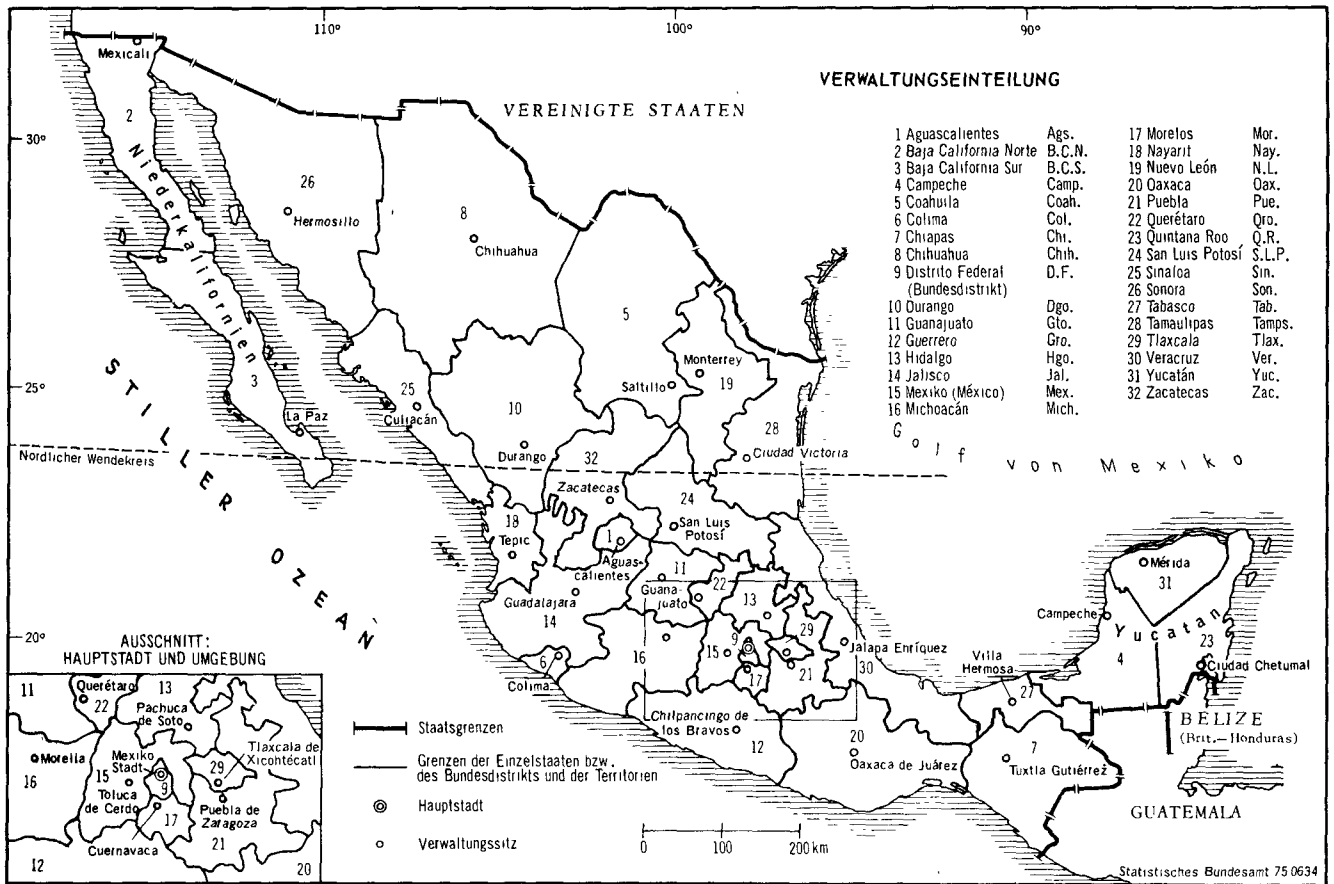 110°
100°
90°
30°
25°
20°
VERWALTUNGSEINTEILUNG
1 Aguascalientes Ags.
2 Baja California Norte B.C.N.
3 Baja California Sur B.C.S.
4 Campeche Camp.
5 Coahuila Coah.
6 Colima Col.
7 Chiapas Chi.
8 Chihuahua Chih.
9 Distrito Federal D.F.
(Bundesdistrikt)
10 Durango Dgo.
11 Guanajuato Gto.
12 Guerrero Gro.
13 Hidalgo Hgo.
14 Jalisco Jal.
15 Mexiko (México) Mex.
16 Michoacán Mich.
17 Morelos Mor.
18 Nayarit Nay.
19 Nuevo León N.L.
20 Oaxaca Oax.
21 Puebla Pue.
22 Querétaro Qro.
23 Quintana Roo Q.R.
24 San Luis Potosí S.L.P.
25 Sinaloa Sin.
26 Sonora Son.
27 Tabasco Tab.
28 Tamaulipas Tamps.
29 Tlaxcala Tlax.
30 Veracruz Ver.
31 Yucatán Yuc.
32 Zacatecas Zac.
VEREINIGTE STAATEN
Mexicali
2
Niederkalifornien
26
Hermosillo
8
Chihuahua
5
Monterrey
19
Saltillo
3
La Paz
25
Culiacán
10
Durango
28
Ciudad Victoria
Nördlicher Wendekreis
Golf von Mexiko
STILLER OZEAN
32
Zacatecas
24
San Luis
Potosí
18
Tepic
1
Aguas-
calientes
11
Guana-
juato
22
13
Guadalajara
14
6
Colima
16
15
9
29
17
21
Jalapa Enríquez
30
Chilpancingo de
los Bravos
12
20
Oaxaca de Juárez
Villa
Hermosa
27
7
Tuxtla Gutiérrez
Mérida
31
Campeche
Yucatan
4
23
Ciudad Chetumal
BELIZE
(Brit.–Honduras)
GUATEMALA
AUSSCHNITT:
HAUPTSTADT UND UMGEBUNG
11
Querétaro
22
13
Pachuca
de Soto
Morelia
16
Mexiko
Stadt
15
9
Toluca
de Cerdo
29
Tlaxcala de
Xicohtécatl
17
Puebla de
Zaragoza
Cuernavaca
21
12
20
Staatsgrenzen
Grenzen der Einzelstaaten bzw.
des Bundesdistrikts und der Territorien
Hauptstadt
Verwaltungssitz
0 100 200 km
Statistisches Bundesamt 75 0634